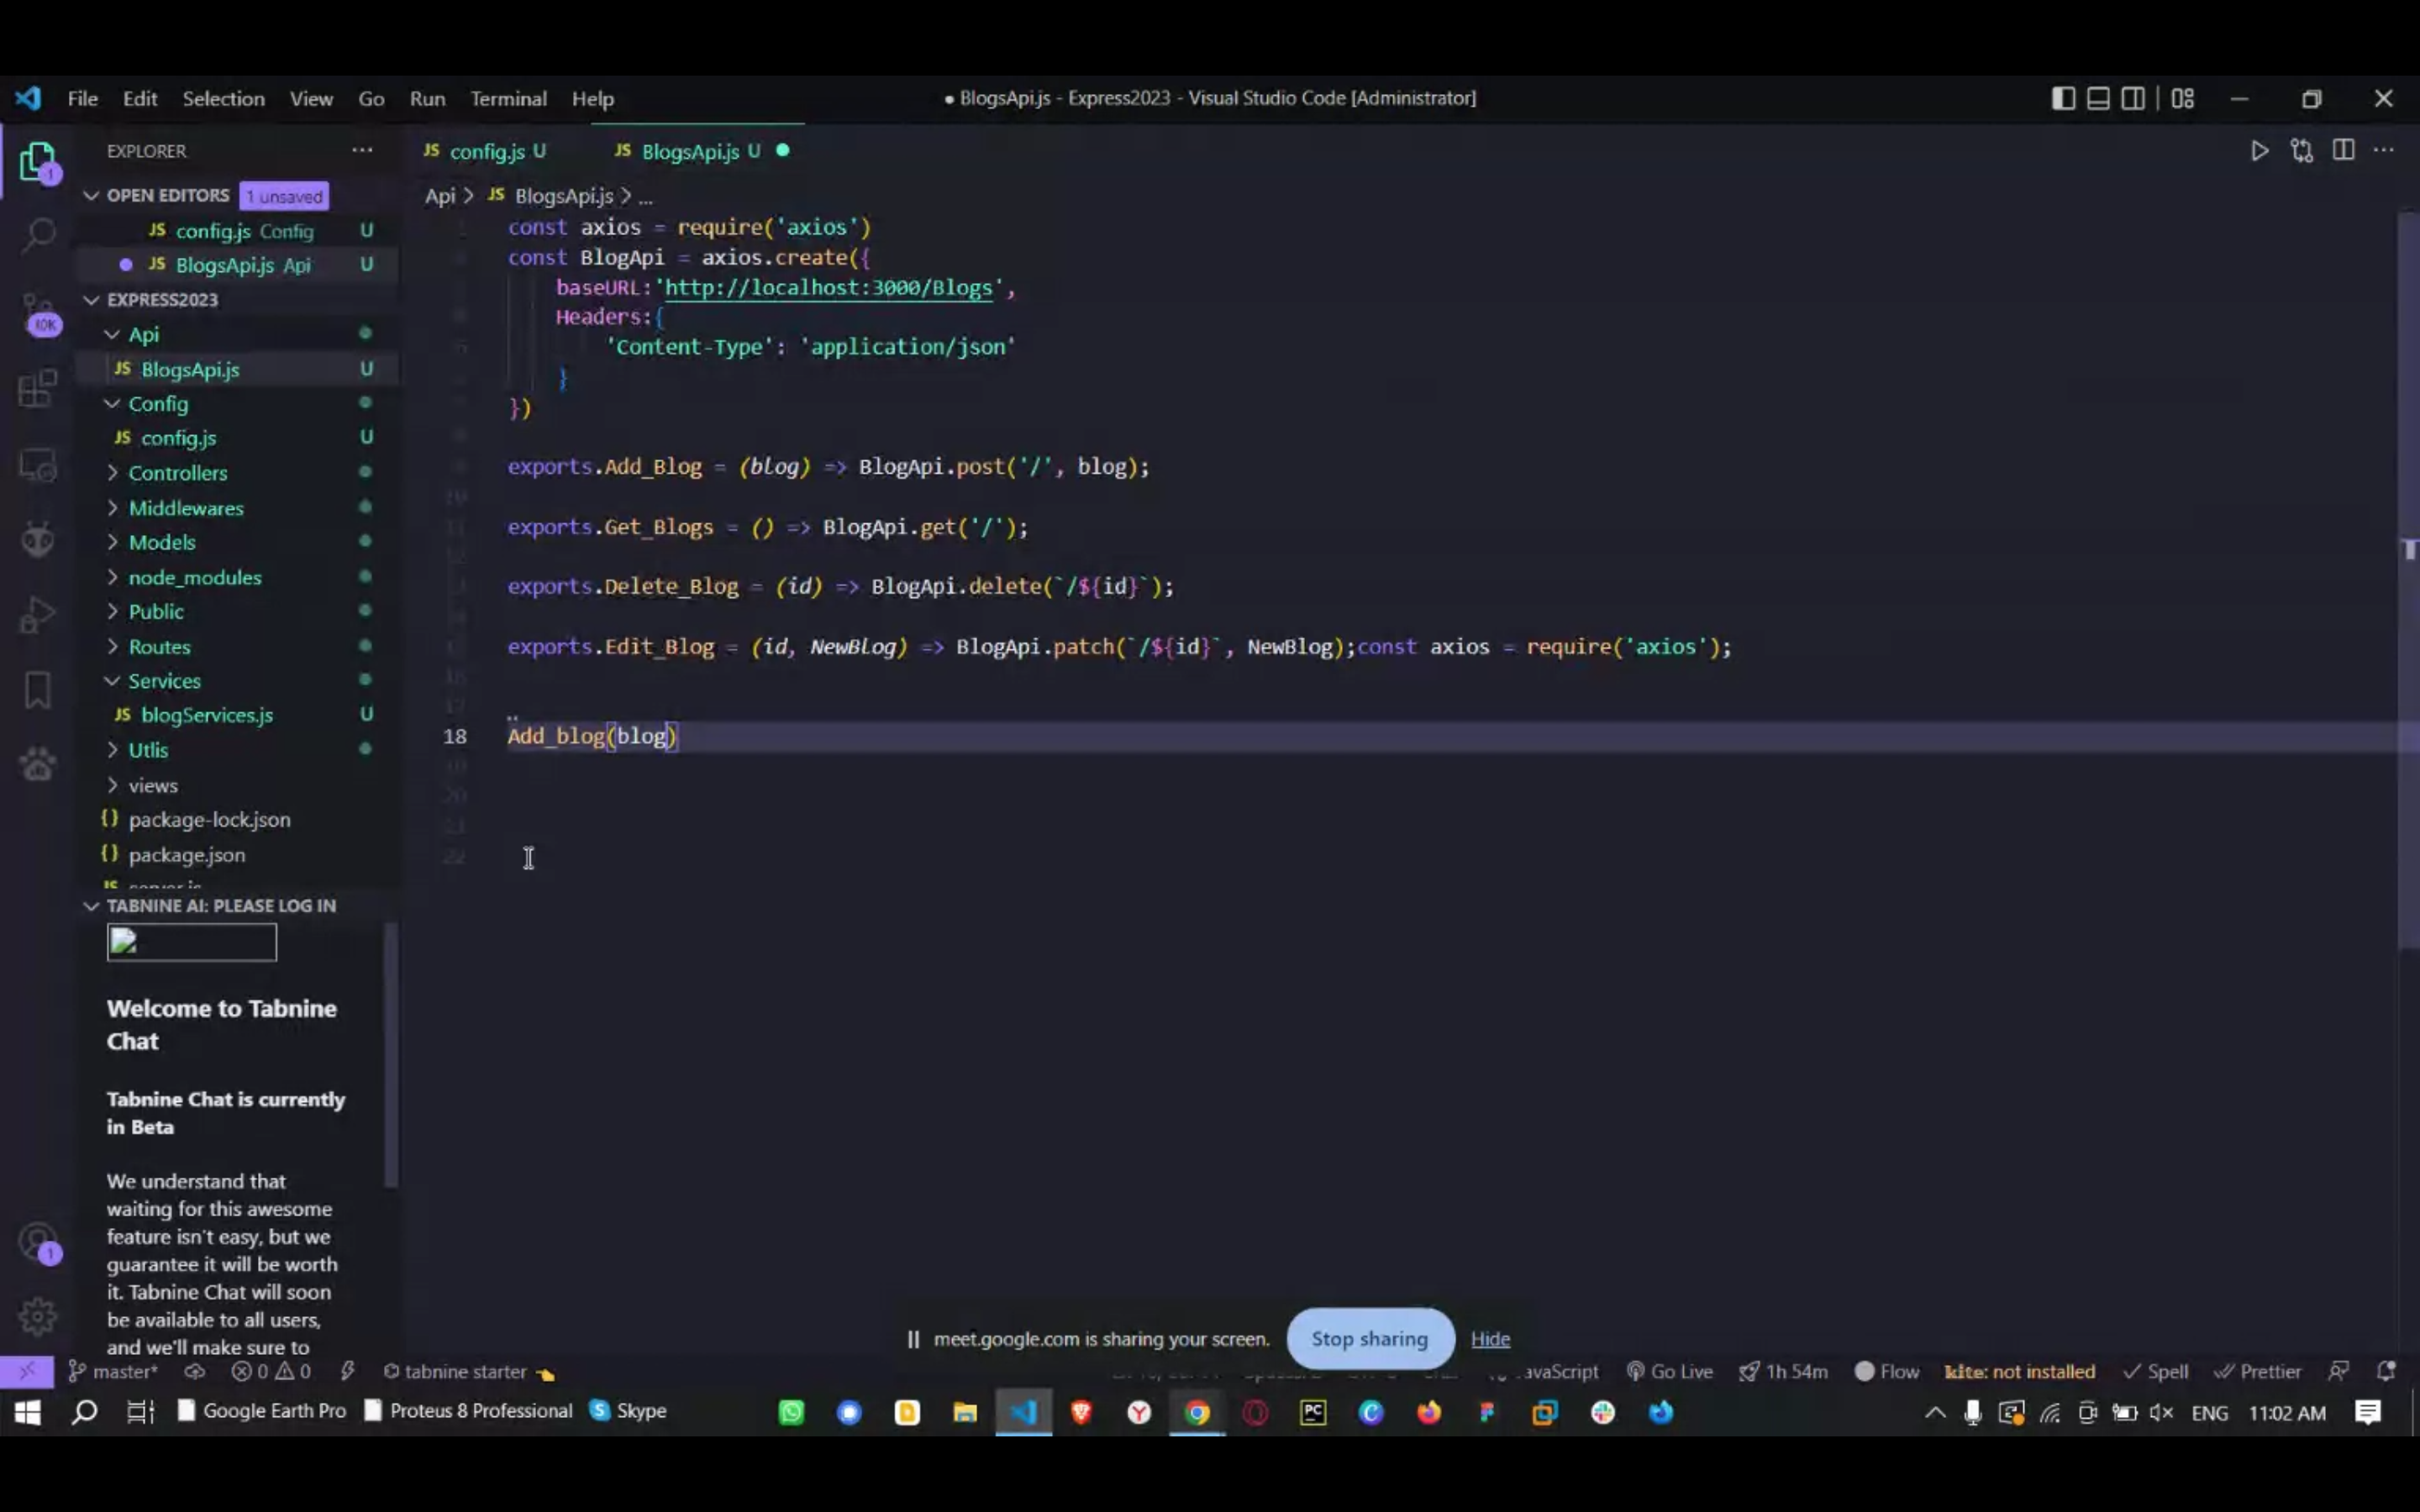 File Edit Selection View Go Run Terminal Help
● BlogsApi.js - Express2023 - Visual Studio Code [Administrator]
EXPLORER
OPEN EDITORS 1 unsaved
JS config.js Config U
JS BlogsApi.js Api U
EXPRESS2023
Api
JS BlogsApi.js U
Config
JS config.js U
Controllers
Middlewares
Models
node_modules
Public
Routes
Services
JS blogServices.js U
Utlis
views
{} package-lock.json
{} package.json
TABNINE AI: PLEASE LOG IN
Welcome to Tabnine
Chat
Tabnine Chat is currently
in Beta
We understand that
waiting for this awesome
feature isn't easy, but we
guarantee it will be worth
it. Tabnine Chat will soon
be available to all users,
and we'll make sure to
JS config.js U
JS BlogsApi.js U
Api > JS BlogsApi.js > ...
const axios = require('axios')
const BlogApi = axios.create({
baseURL:'http://localhost:3000/Blogs',
Headers:{
'Content-Type': 'application/json'
}
})
exports.Add_Blog = (blog) => BlogApi.post('/', blog);
exports.Get_Blogs = () => BlogApi.get('/');
exports.Delete_Blog = (id) => BlogApi.delete(`/${id}`);
exports.Edit_Blog = (id, NewBlog) => BlogApi.patch(`/${id}`, NewBlog);const axios = require('axios');
18 Add_blog(blog)
meet.google.com is sharing your screen. Stop sharing Hide
master* 0 0 tabnine starter
Go Live 1h 54m Flow kite: not installed Spell Prettier
Google Earth Pro Proteus 8 Professional Skype
ENG 11:02 AM